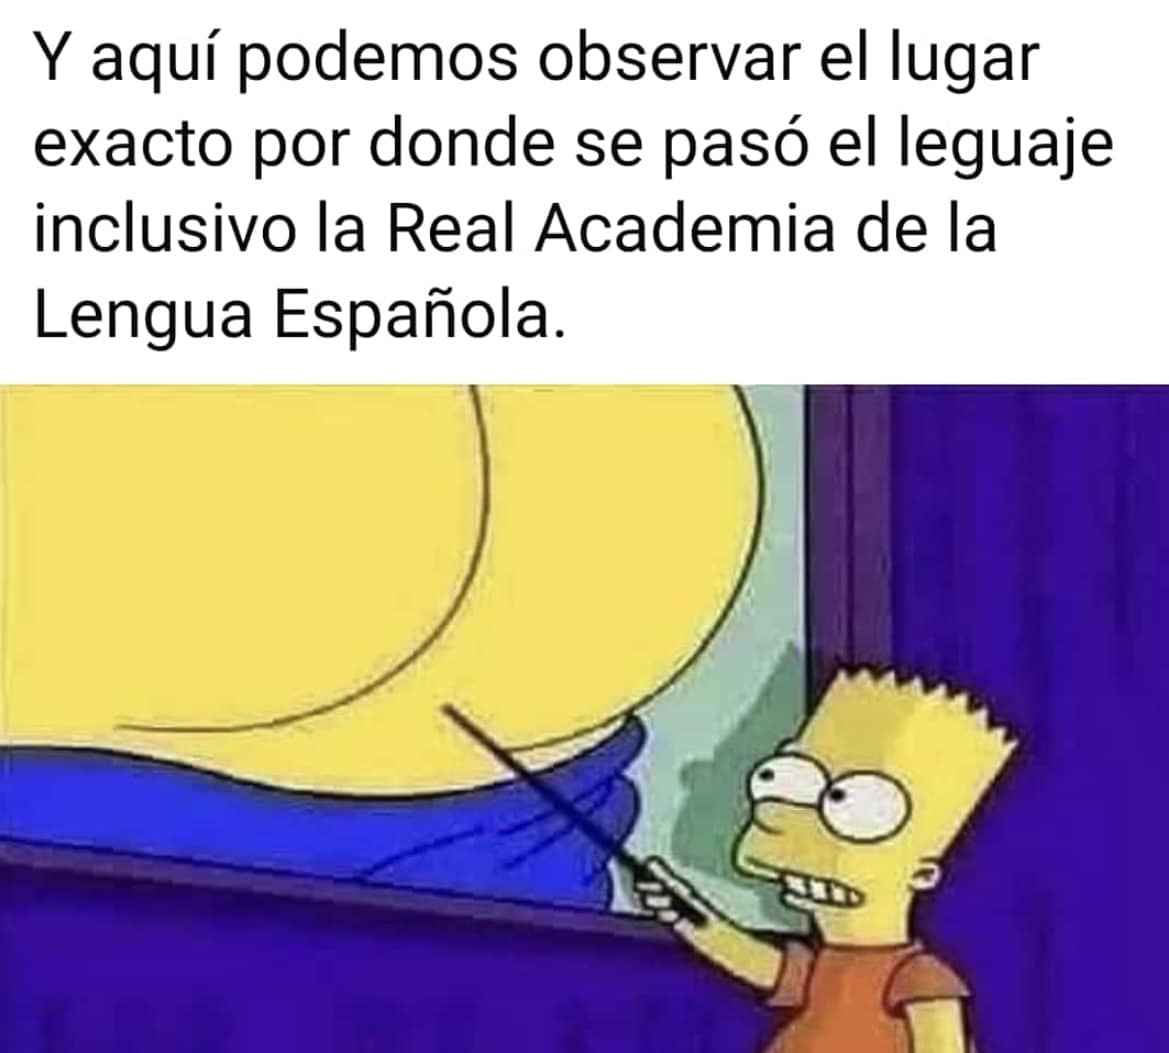 Y aquí podemos observar el lugar
exacto por donde se pasó el leguaje
inclusivo la Real Academia de la
Lengua Española.